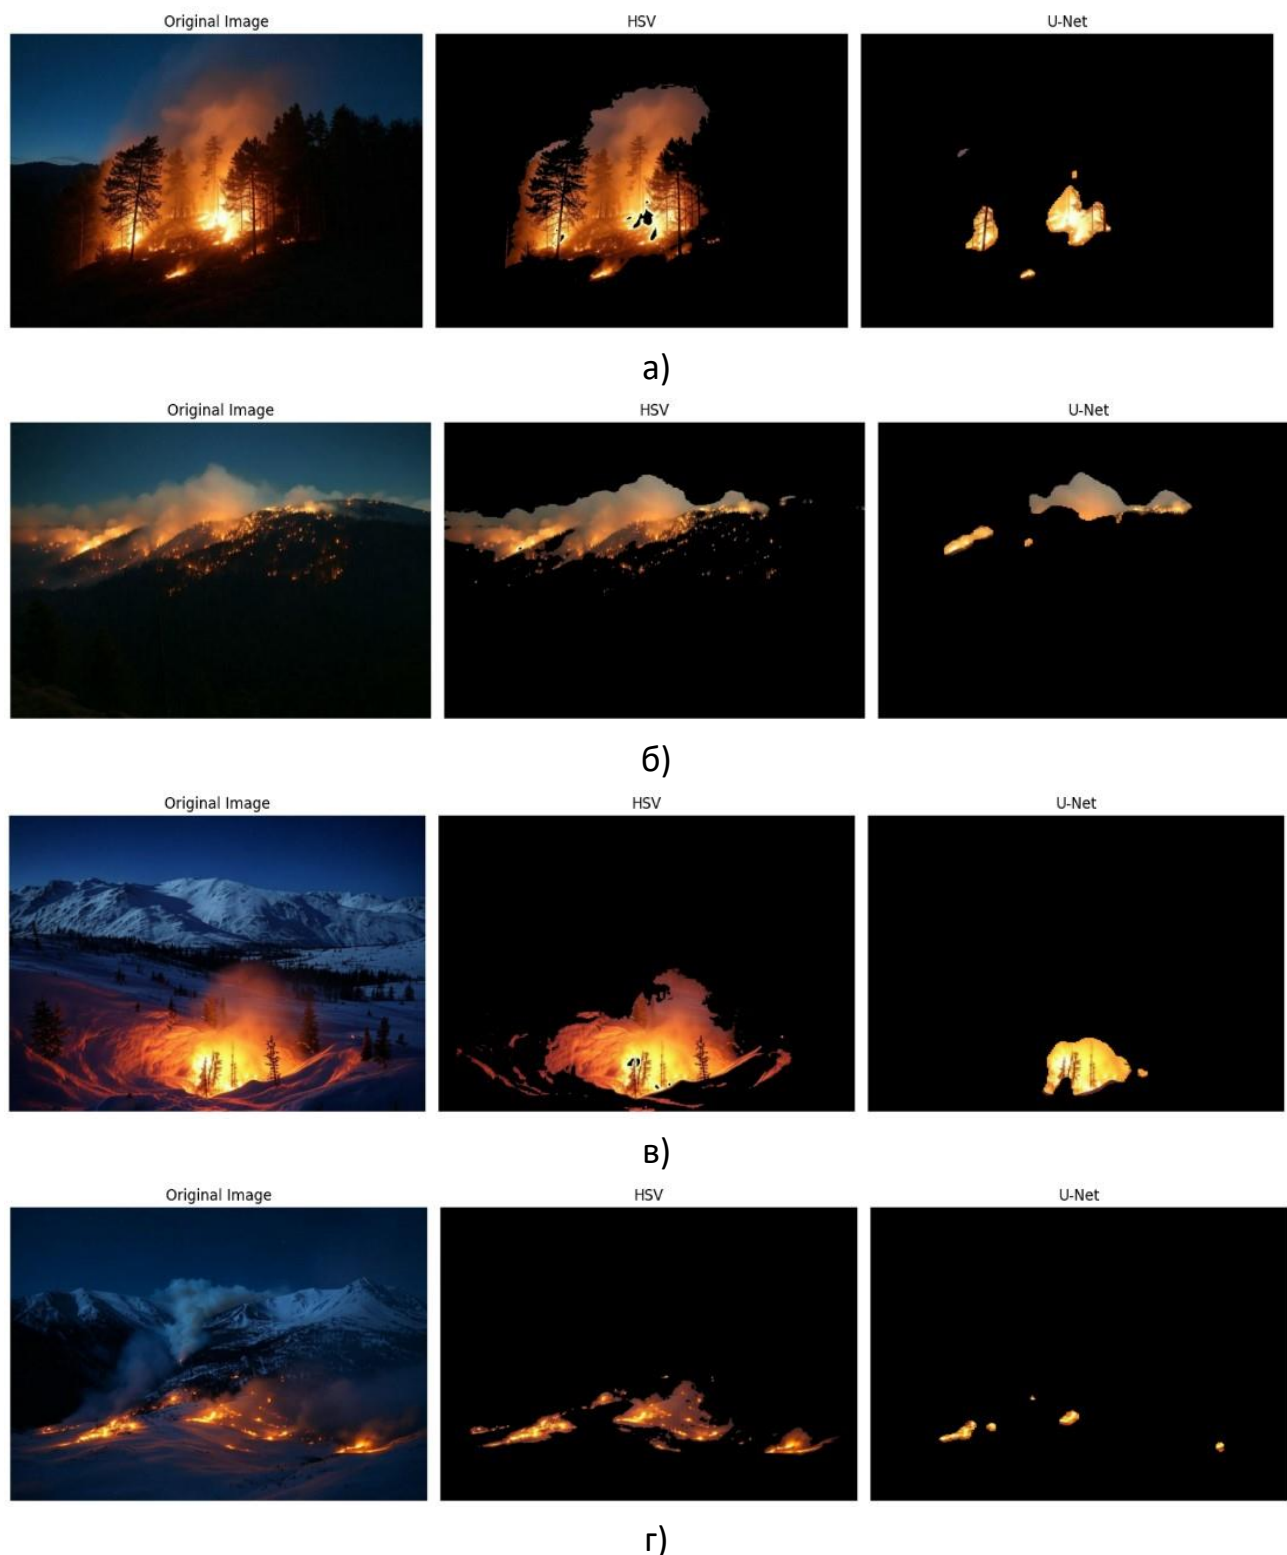 Original Image HSV U-Net
а)
Original Image HSV U-Net
б)
Original Image HSV U-Net
в)
Original Image HSV U-Net
г)